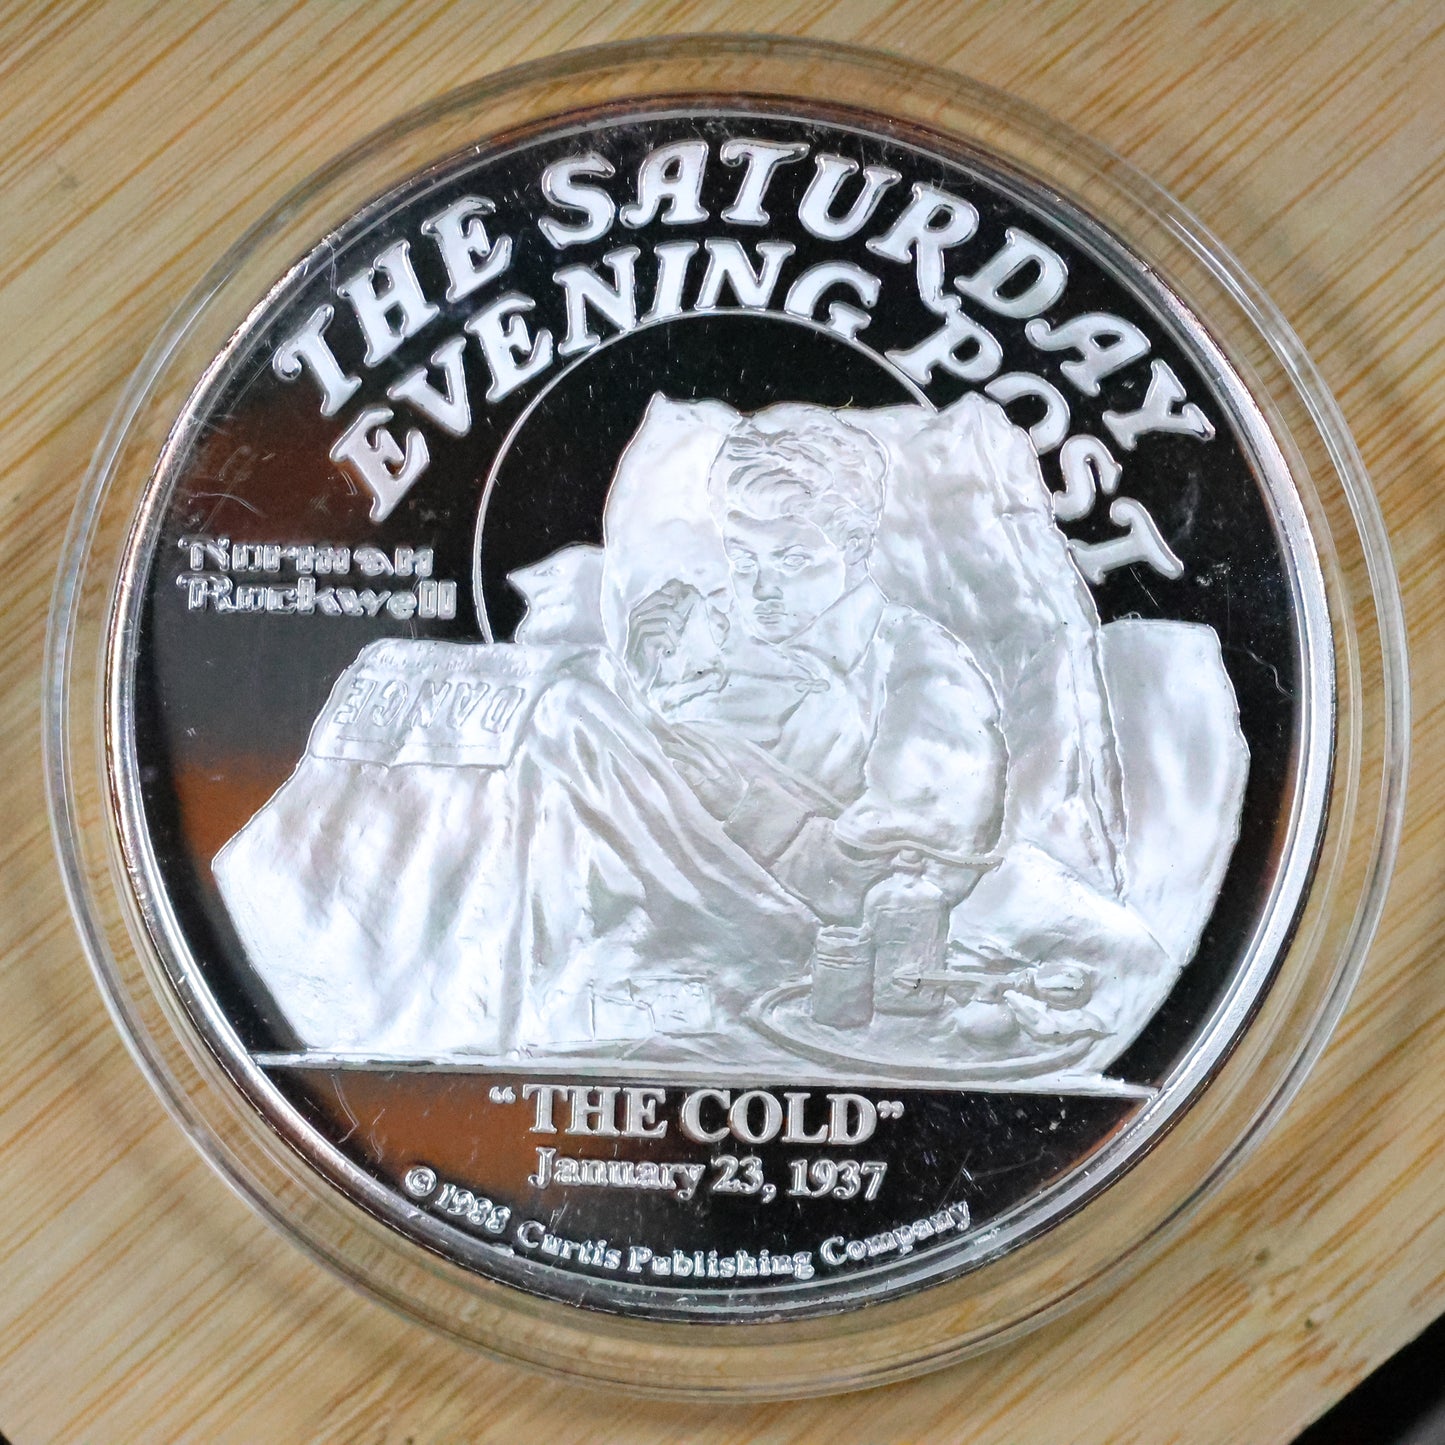 THE SATURDAY
EVENING POST
Norman
Rockwell
DANCE
"THE COLD"
January 23, 1937
© 1988 Curtis Publishing Company